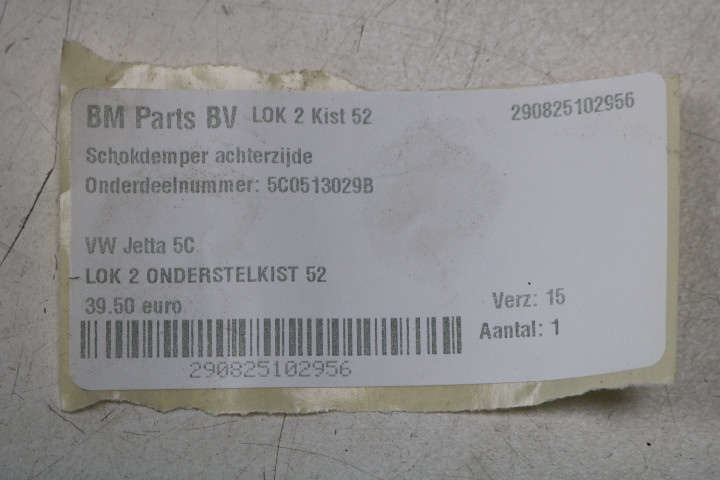 BM Parts BV LOK 2 Kist 52 290825102956
Schokdemper achterzijde
Onderdeelnummer: 5C0513029B
VW Jetta 5C
LOK 2 ONDERSTELKIST 52
39.50 euro Verz: 15
Aantal: 1
290825102956